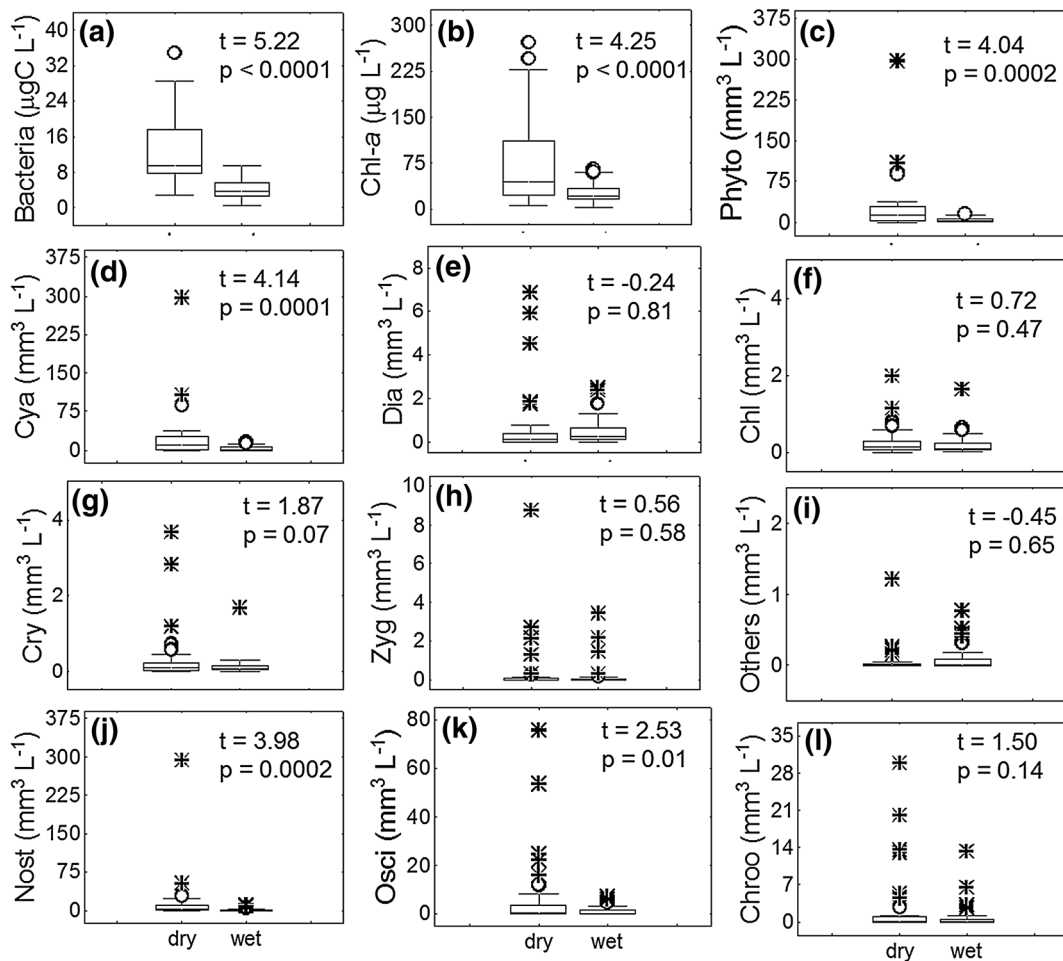 (a)
t = 5.22
p < 0.0001
Bacteria (µgC L⁻¹)
40
32
24
16
8
0
(b)
t = 4.25
p < 0.0001
Chl-a (µg L⁻¹)
300
225
150
75
0
(c)
t = 4.04
p = 0.0002
Phyto (mm³ L⁻¹)
375
300
225
150
75
0
(d)
t = 4.14
p = 0.0001
Cya (mm³ L⁻¹)
375
300
225
150
75
0
(e)
t = -0.24
p = 0.81
Dia (mm³ L⁻¹)
8
6
4
2
0
(f)
t = 0.72
p = 0.47
Chl (mm³ L⁻¹)
4
2
0
(g)
t = 1.87
p = 0.07
Cry (mm³ L⁻¹)
4
2
0
(h)
t = 0.56
p = 0.58
Zyg (mm³ L⁻¹)
10
8
6
4
2
0
(i)
t = -0.45
p = 0.65
Others (mm³ L⁻¹)
2
1
0
(j)
t = 3.98
p = 0.0002
Nost (mm³ L⁻¹)
375
300
225
150
75
0
dry wet
(k)
t = 2.53
p = 0.01
Osci (mm³ L⁻¹)
80
60
40
20
0
dry wet
(l)
t = 1.50
p = 0.14
Chroo (mm³ L⁻¹)
35
28
21
14
7
0
dry wet